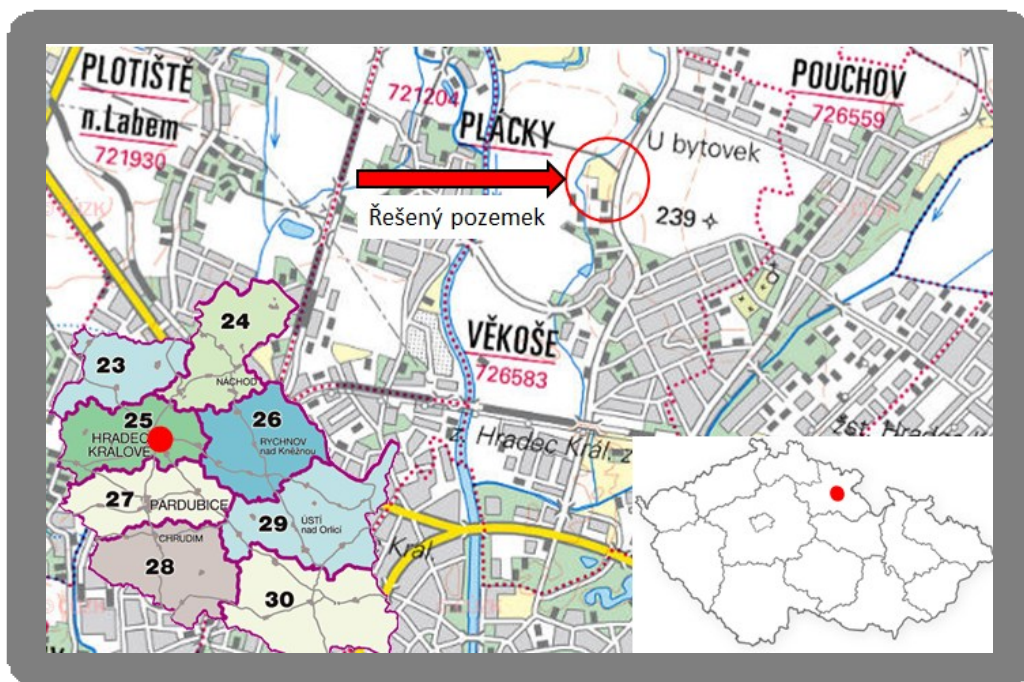 PLOTIŠTĚ
n.Labem
721930
721204
PLÁCKY
U bytovek
POUCHOV
726559
239
Řešený pozemek
VĚKOŠE
726583
Hradec Král.
Král.
23
24
NÁCHOD
25
HRADEC
KRÁLOVÉ
26
RYCHNOV
nad Kněžnou
27
PARDUBICE
CHRUDIM
28
29
ÚSTÍ
nad Orlicí
30